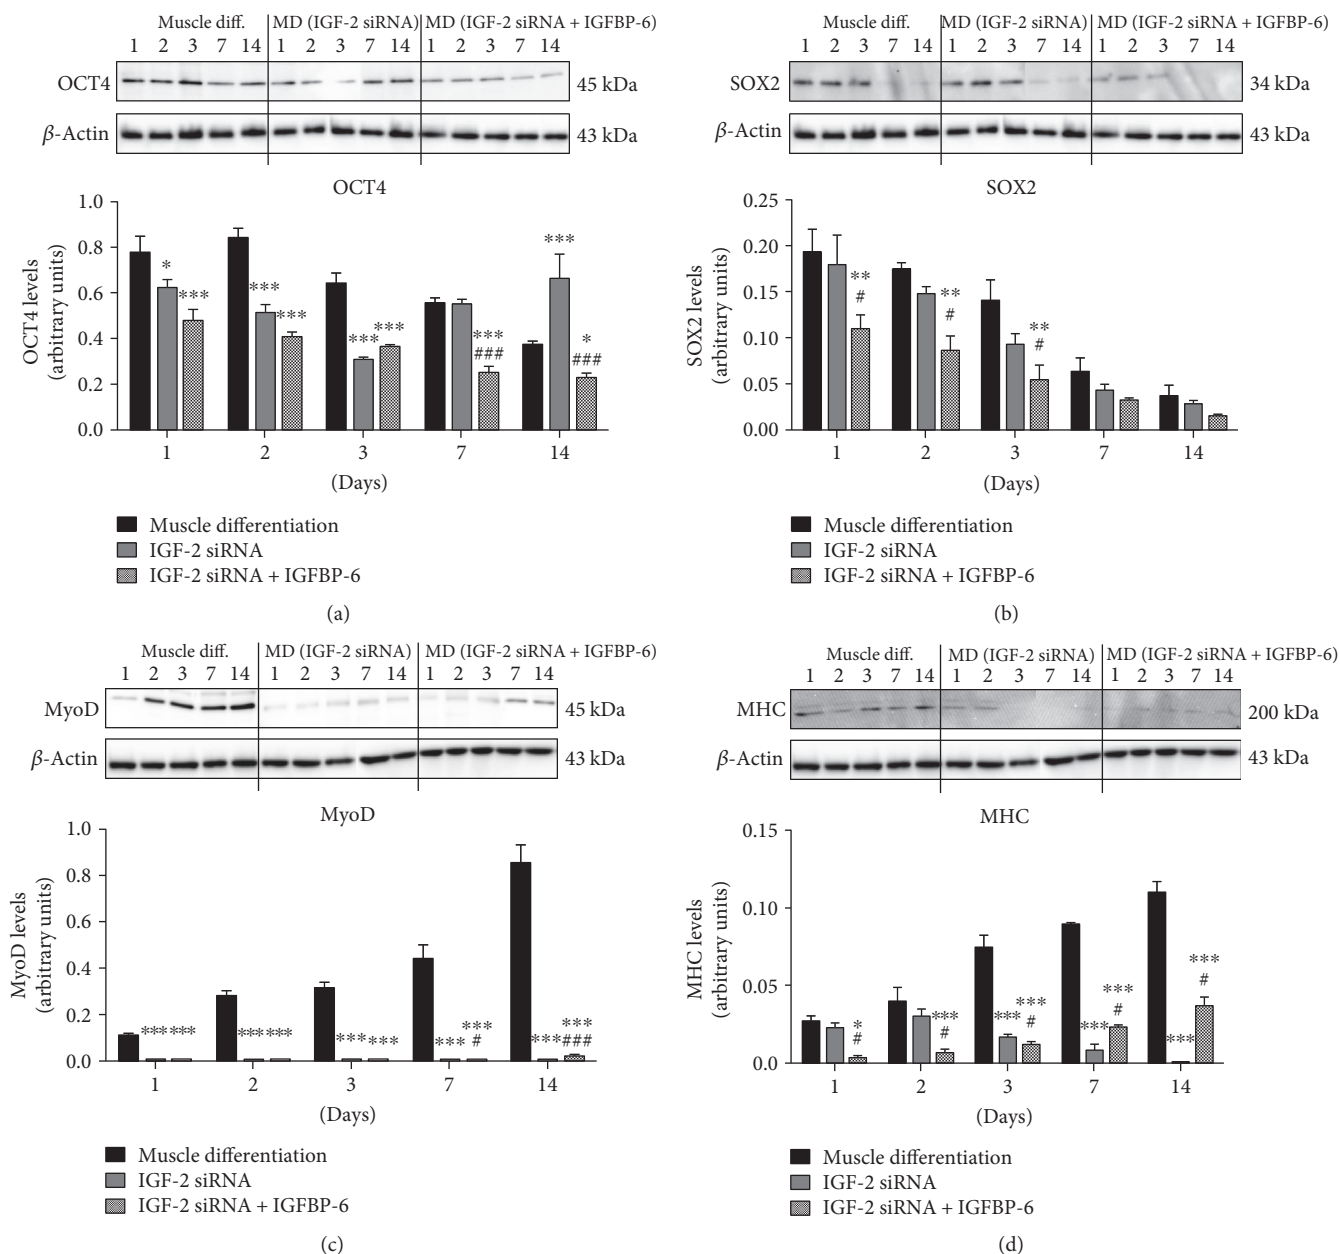 Muscle diff. MD (IGF-2 siRNA) MD (IGF-2 siRNA + IGFBP-6)
1 2 3 7 14 1 2 3 7 14 1 2 3 7 14
OCT4 45 kDa
β-Actin 43 kDa
OCT4
OCT4 levels
(arbitrary units)
1.0
0.8
0.6
0.4
0.2
0.0
* *** *** *** *** *** *** ### *** * ###
1 2 3 7 14
(Days)
Muscle differentiation
IGF-2 siRNA
IGF-2 siRNA + IGFBP-6
(a)
Muscle diff. MD (IGF-2 siRNA) MD (IGF-2 siRNA + IGFBP-6)
1 2 3 7 14 1 2 3 7 14 1 2 3 7 14
SOX2 34 kDa
β-Actin 43 kDa
SOX2
SOX2 levels
(arbitrary units)
0.25
0.20
0.15
0.10
0.05
0.00
** # ** # ** #
1 2 3 7 14
(Days)
Muscle differentiation
IGF-2 siRNA
IGF-2 siRNA + IGFBP-6
(b)
Muscle diff. MD (IGF-2 siRNA) MD (IGF-2 siRNA + IGFBP-6)
1 2 3 7 14 1 2 3 7 14 1 2 3 7 14
MyoD 45 kDa
β-Actin 43 kDa
MyoD
MyoD levels
(arbitrary units)
1.0
0.8
0.6
0.4
0.2
0.0
*** *** *** *** *** *** *** *** # *** *** ###
1 2 3 7 14
(Days)
Muscle differentiation
IGF-2 siRNA
IGF-2 siRNA + IGFBP-6
(c)
Muscle diff. MD (IGF-2 siRNA) MD (IGF-2 siRNA + IGFBP-6)
1 2 3 7 14 1 2 3 7 14 1 2 3 7 14
MHC 200 kDa
β-Actin 43 kDa
MHC
MHC levels
(arbitrary units)
0.15
0.10
0.05
0.0
* # *** # *** *** # *** *** # *** *** #
1 2 3 7 14
(Days)
Muscle differentiation
IGF-2 siRNA
IGF-2 siRNA + IGFBP-6
(d)